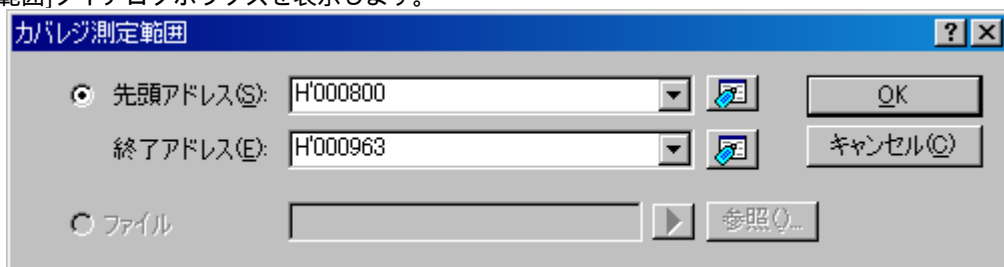 範囲]ダイアログボックスを表示します。
カバレジ測定範囲
先頭アドレス(S): H'000800 OK
終了アドレス(E): H'000963 キャンセル(C)
ファイル 参照()...